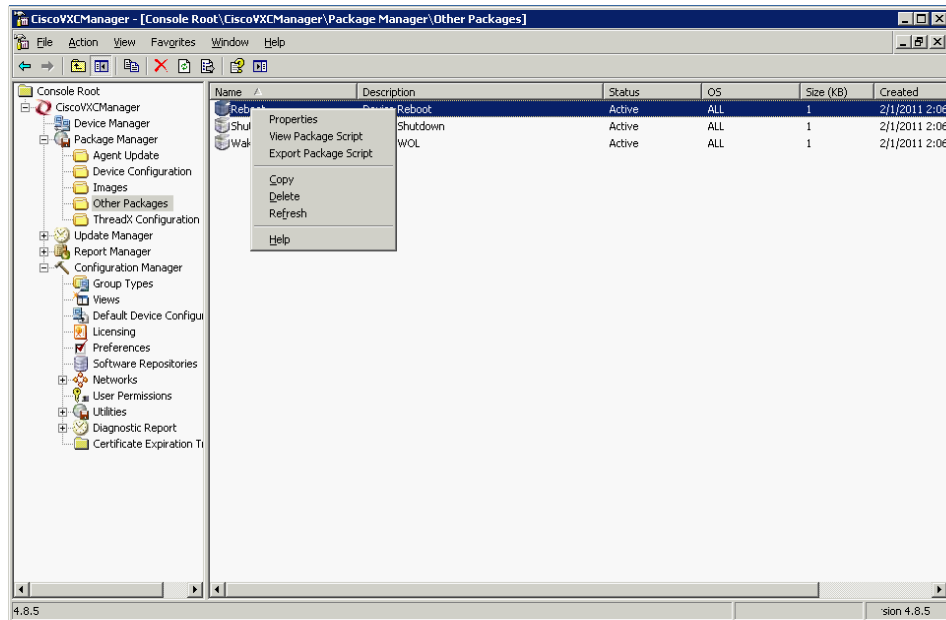 CiscoVXCManager - [Console Root\CiscoVXCManager\Package Manager\Other Packages]
File Action View Favorites Window Help
Console Root
CiscoVXCManager
Device Manager
Package Manager
Agent Update
Device Configuration
Images
Other Packages
ThreadX Configuration
Update Manager
Report Manager
Configuration Manager
Group Types
Views
Default Device Configu
Licensing
Preferences
Software Repositories
Networks
User Permissions
Utilities
Diagnostic Report
Certificate Expiration Tr
Name Description Status OS Size (KB) Created
Reboot Device Reboot Active ALL 1 2/1/2011 2:06
Shu Shutdown Active ALL 1 2/1/2011 2:06
Wak WOL Active ALL 1 2/1/2011 2:06
Properties
View Package Script
Export Package Script
Copy
Delete
Refresh
Help
4.8.5
rsion 4.8.5